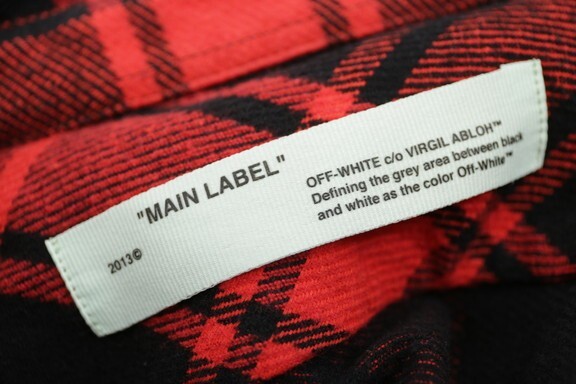 "MAIN LABEL"
2013©
OFF-WHITE c/o VIRGIL ABLOH™
Defining the grey area between black
and white as the color Off-White™